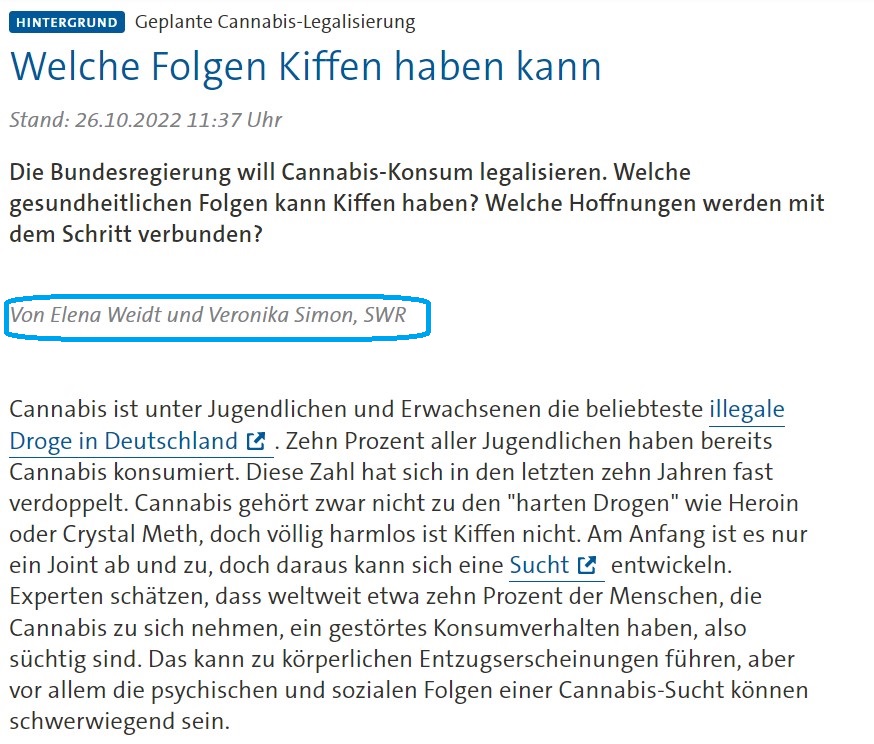 HINTERGRUND Geplante Cannabis-Legalisierung
Welche Folgen Kiffen haben kann
Stand: 26.10.2022 11:37 Uhr
Die Bundesregierung will Cannabis-Konsum legalisieren. Welche
gesundheitlichen Folgen kann Kiffen haben? Welche Hoffnungen werden mit
dem Schritt verbunden?
Von Elena Weidt und Veronika Simon, SWR
Cannabis ist unter Jugendlichen und Erwachsenen die beliebteste illegale
Droge in Deutschland . Zehn Prozent aller Jugendlichen haben bereits
Cannabis konsumiert. Diese Zahl hat sich in den letzten zehn Jahren fast
verdoppelt. Cannabis gehört zwar nicht zu den "harten Drogen" wie Heroin
oder Crystal Meth, doch völlig harmlos ist Kiffen nicht. Am Anfang ist es nur
ein Joint ab und zu, doch daraus kann sich eine Sucht entwickeln.
Experten schätzen, dass weltweit etwa zehn Prozent der Menschen, die
Cannabis zu sich nehmen, ein gestörtes Konsumverhalten haben, also
süchtig sind. Das kann zu körperlichen Entzugserscheinungen führen, aber
vor allem die psychischen und sozialen Folgen einer Cannabis-Sucht können
schwerwiegend sein.